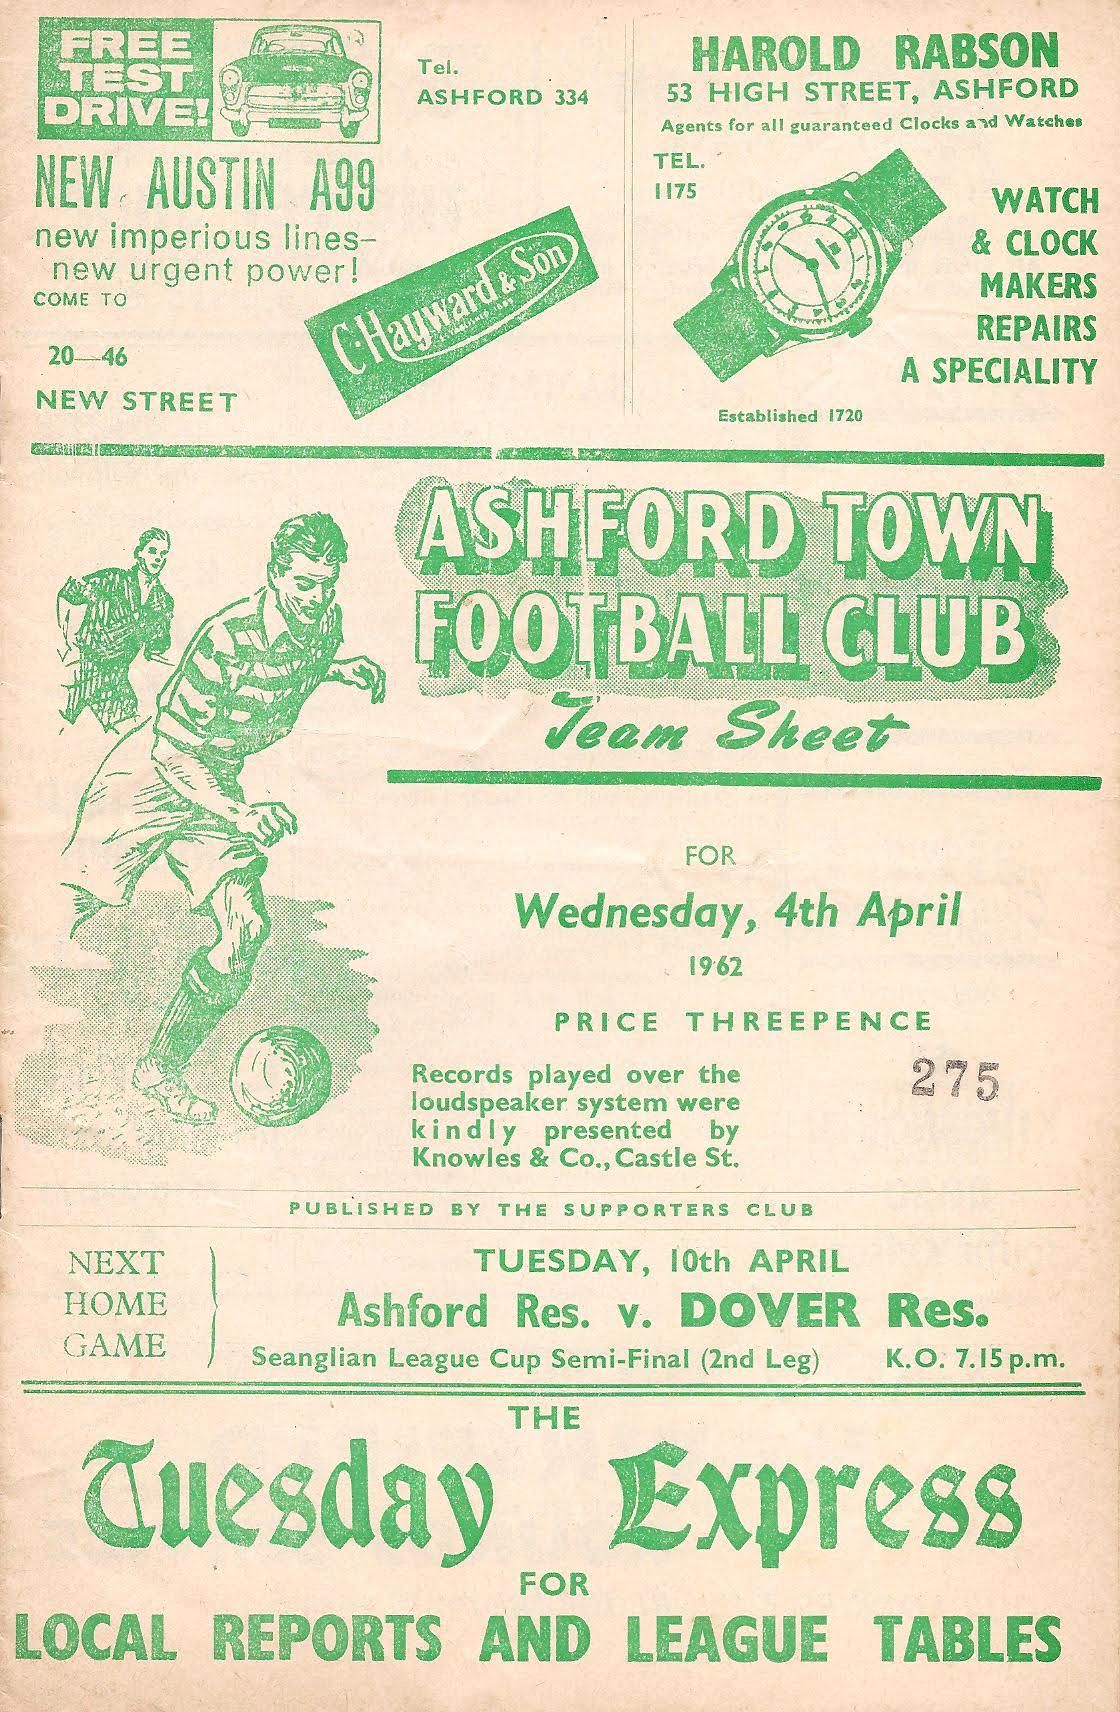 FREE
TEST
DRIVE!
NEW AUSTIN A99
new imperious lines–
new urgent power!
COME TO
20—46
NEW STREET
Tel.
ASHFORD 334
C. Hayward & Son
HAROLD RABSON
53 HIGH STREET, ASHFORD
Agents for all guaranteed Clocks and Watches
TEL.
1175
WATCH
& CLOCK
MAKERS
REPAIRS
A SPECIALITY
Established 1720
ASHFORD TOWN
FOOTBALL CLUB
Team Sheet
FOR
Wednesday, 4th April
1962
PRICE THREEPENCE
275
Records played over the
loudspeaker system were
kindly presented by
Knowles & Co., Castle St.
PUBLISHED BY THE SUPPORTERS CLUB
NEXT
HOME
GAME
TUESDAY, 10th APRIL
Ashford Res. v. DOVER Res.
Seanglian League Cup Semi-Final (2nd Leg) K.O. 7.15 p.m.
THE
Tuesday Express
FOR
LOCAL REPORTS AND LEAGUE TABLES